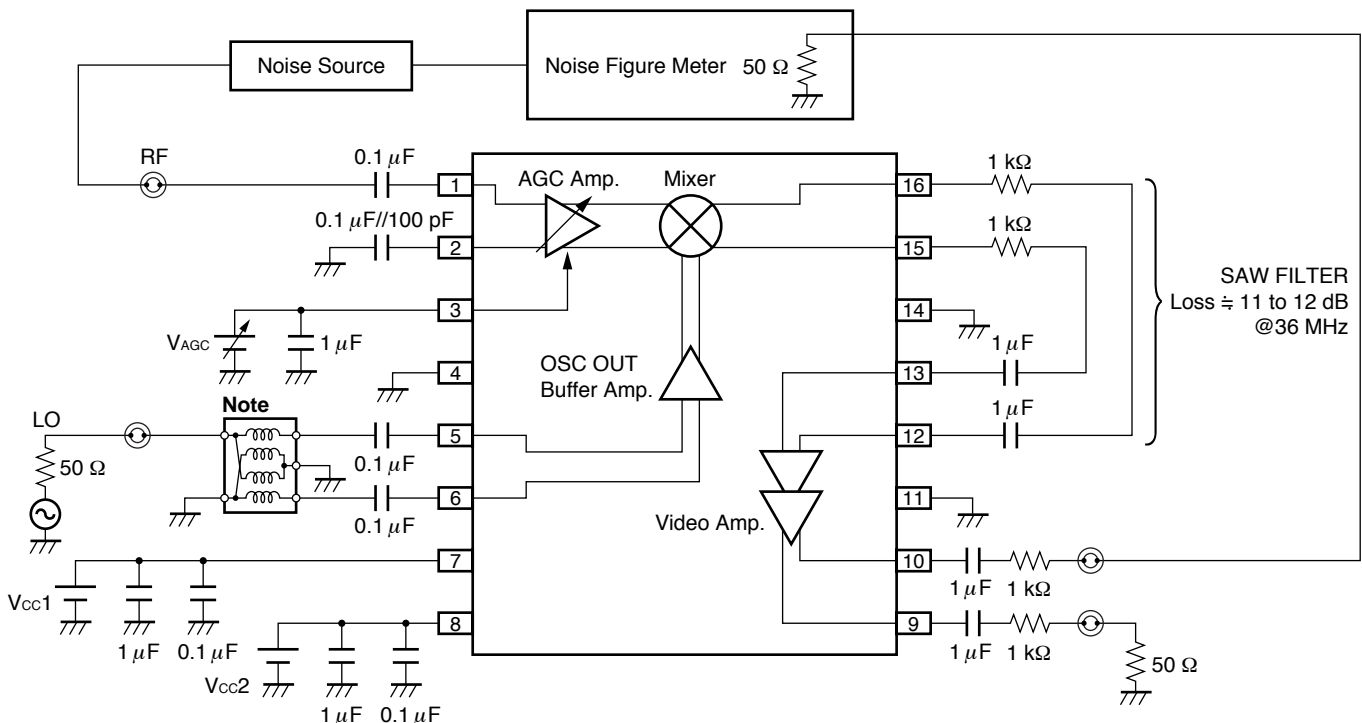 Noise Source
Noise Figure Meter
50 Ω
RF
0.1 μF
0.1 μF//100 pF
AGC Amp.
Mixer
1 kΩ
1 kΩ
SAW FILTER
Loss ≒ 11 to 12 dB
@36 MHz
VAGC
1 μF
OSC OUT
Buffer Amp.
1 μF
1 μF
LO
50 Ω
Note
0.1 μF
0.1 μF
Video Amp.
1 μF
1 kΩ
1 μF
1 kΩ
50 Ω
VCC1
1 μF
0.1 μF
VCC2
1 μF
0.1 μF
1
2
3
4
5
6
7
8
16
15
14
13
12
11
10
9